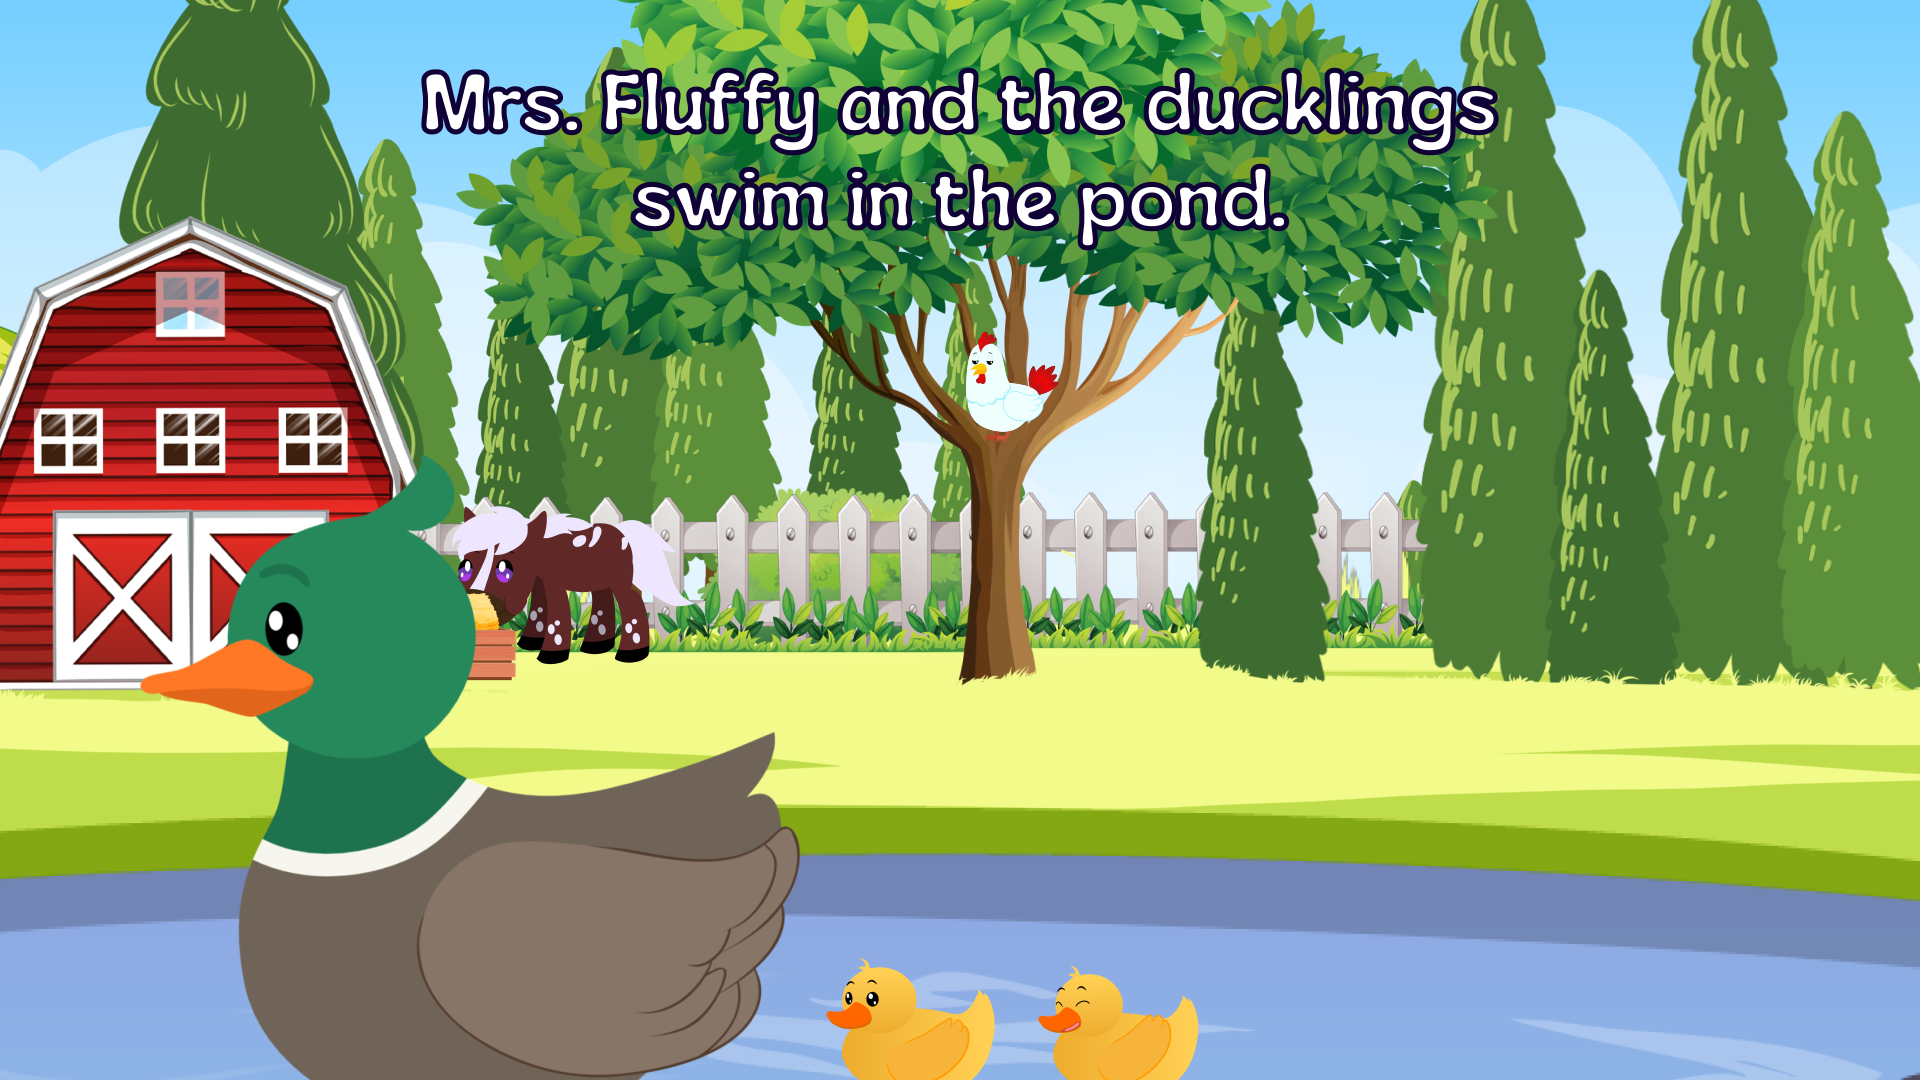 Mrs. Fluffy and the ducklings
swim in the pond.